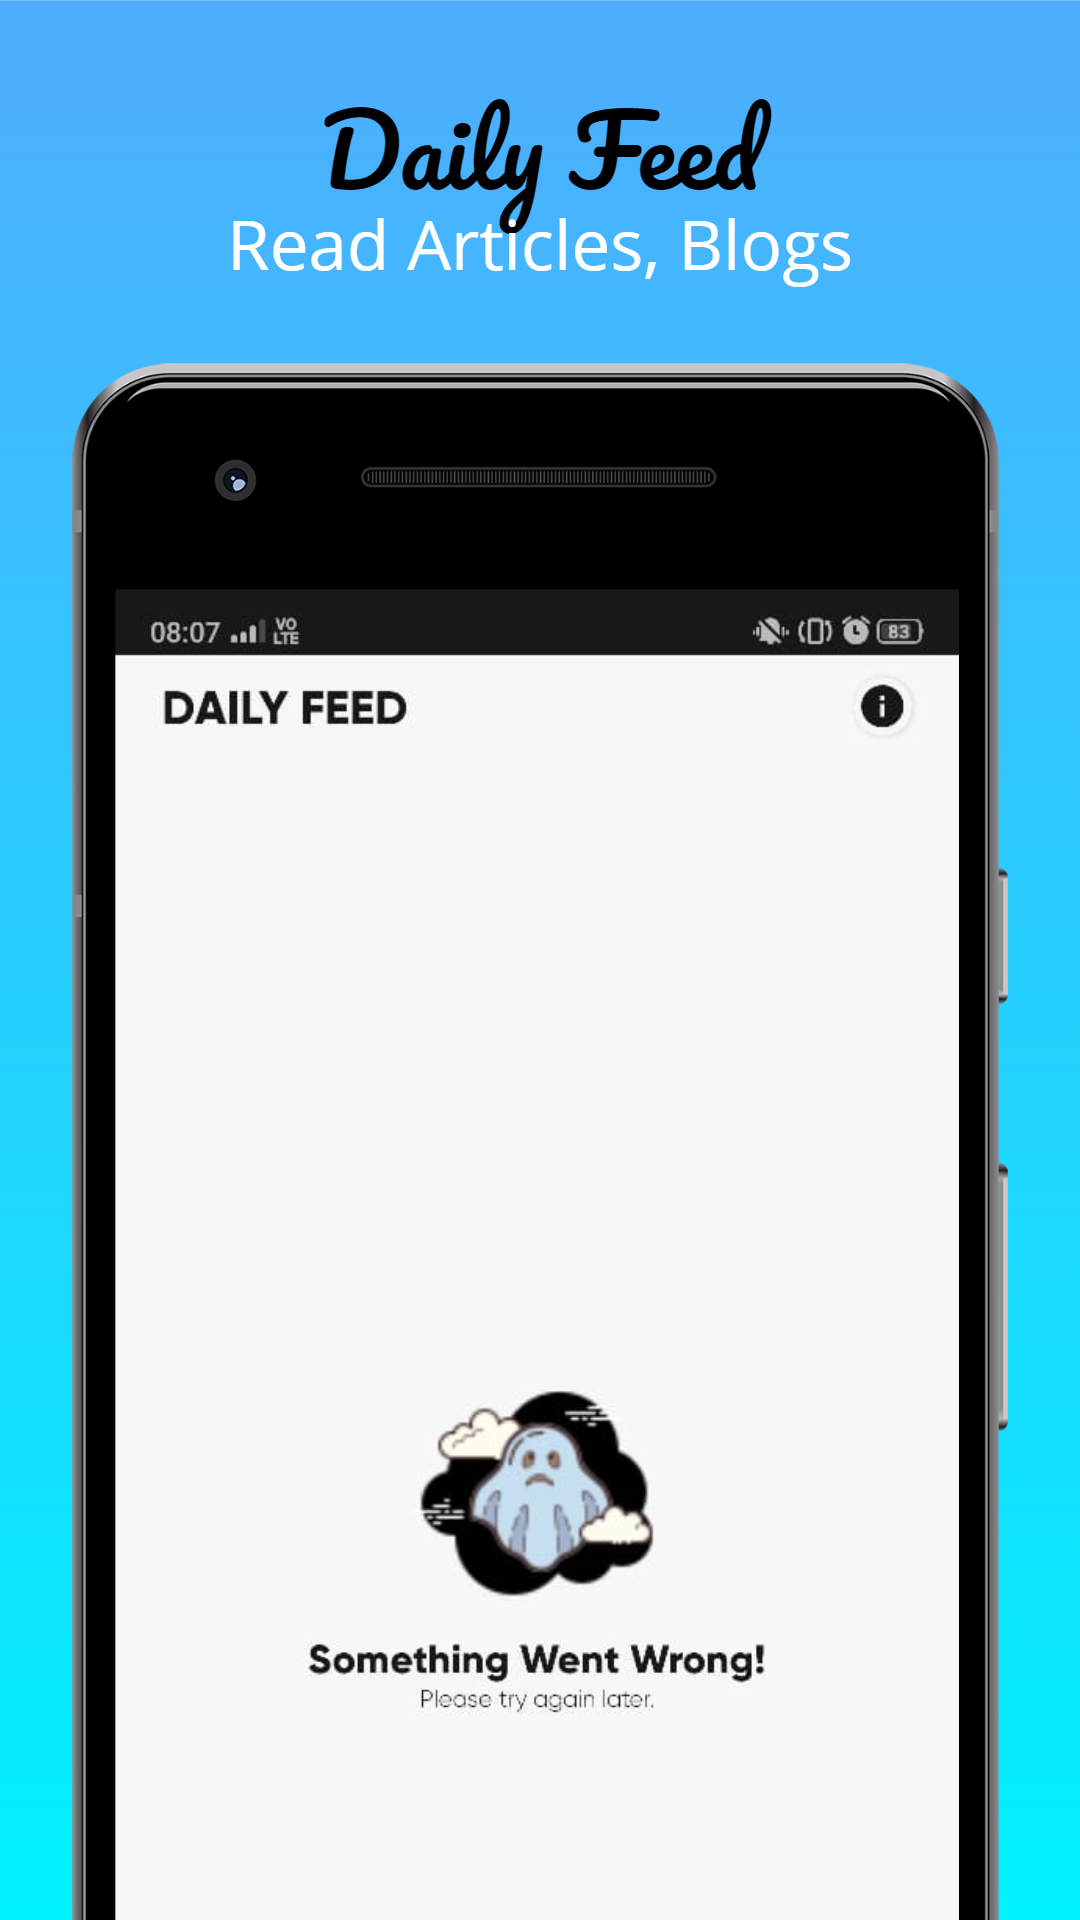 Daily Feed
Read Articles, Blogs
08:07 VO LTE 83
DAILY FEED
Something Went Wrong!
Please try again later.